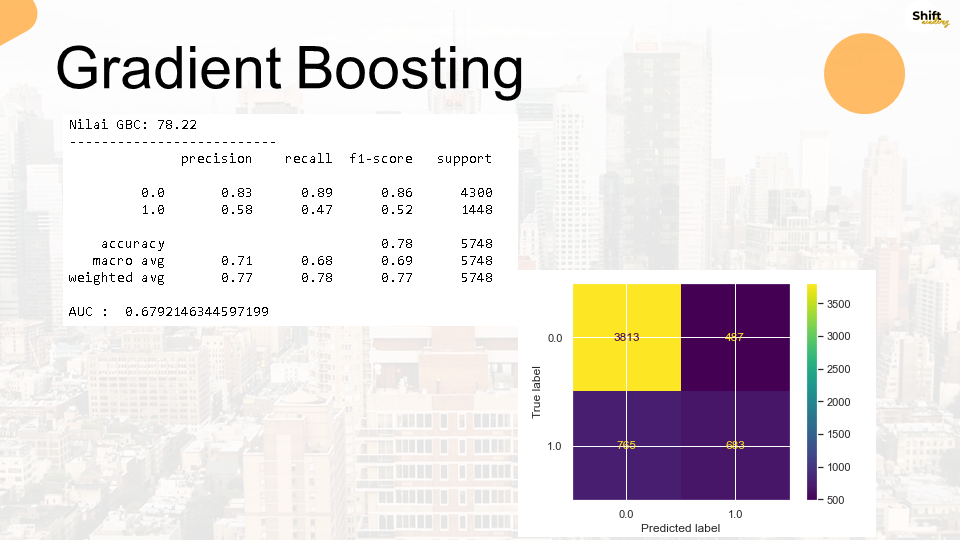 Shift
academy
Gradient Boosting
Nilai GBC: 78.22
--------------------------
precision recall f1-score support
0.0 0.83 0.89 0.86 4300
1.0 0.58 0.47 0.52 1448
accuracy 0.78 5748
macro avg 0.71 0.68 0.69 5748
weighted avg 0.77 0.78 0.77 5748
AUC : 0.6792146344597199
3500
3000
2500
2000
1500
1000
500
0.0
3813 487
True label
1.0
765 683
0.0 1.0
Predicted label